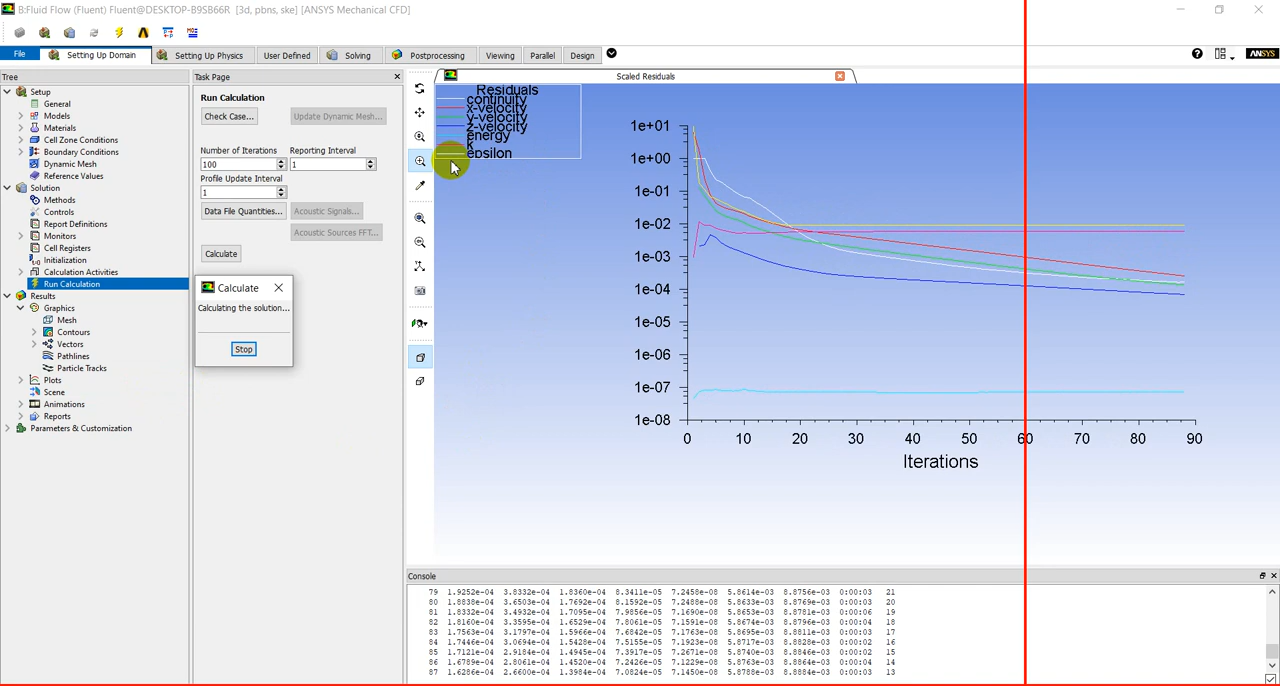 B:Fluid Flow (Fluent) Fluent@DESKTOP-B9SB66R [3d, pbns, ske] [ANSYS Mechanical CFD]
File
Setting Up Domain
Setting Up Physics
User Defined
Solving
Postprocessing
Viewing
Parallel
Design
ANSYS
Tree
Task Page
Scaled Residuals
Setup
General
Models
Materials
Cell Zone Conditions
Boundary Conditions
Dynamic Mesh
Reference Values
Solution
Methods
Controls
Report Definitions
Monitors
Cell Registers
Initialization
Calculation Activities
Run Calculation
Results
Graphics
Mesh
Contours
Vectors
Pathlines
Particle Tracks
Plots
Scene
Animations
Reports
Parameters & Customization
Run Calculation
Check Case...
Update Dynamic Mesh...
Number of Iterations
Reporting Interval
100
1
Profile Update Interval
1
Data File Quantities...
Acoustic Signals...
Acoustic Sources FFT...
Calculate
Calculate
Calculating the solution...
Stop
Residuals
continuity
x-velocity
y-velocity
z-velocity
energy
k
epsilon
1e+01
1e+00
1e-01
1e-02
1e-03
1e-04
1e-05
1e-06
1e-07
1e-08
0 10 20 30 40 50 60 70 80 90
Iterations
Console
79 1.9252e-04 3.8332e-04 1.8360e-04 8.3411e-05 7.2458e-08 5.8614e-03 8.8756e-03 0:00:03 21
80 1.8838e-04 3.6503e-04 1.7692e-04 8.1592e-05 7.2488e-08 5.8633e-03 8.8769e-03 0:00:03 20
81 1.8332e-04 3.4932e-04 1.7095e-04 7.9856e-05 7.1690e-08 5.8653e-03 8.8781e-03 0:00:06 19
82 1.8160e-04 3.3595e-04 1.6529e-04 7.8061e-05 7.1591e-08 5.8674e-03 8.8796e-03 0:00:04 18
83 1.7563e-04 3.1797e-04 1.5966e-04 7.6842e-05 7.1763e-08 5.8695e-03 8.8811e-03 0:00:03 17
84 1.7446e-04 3.0694e-04 1.5428e-04 7.5155e-05 7.1923e-08 5.8717e-03 8.8828e-03 0:00:02 16
85 1.7121e-04 2.9184e-04 1.4945e-04 7.3917e-05 7.2671e-08 5.8740e-03 8.8846e-03 0:00:02 15
86 1.6789e-04 2.8061e-04 1.4520e-04 7.2426e-05 7.1229e-08 5.8763e-03 8.8864e-03 0:00:04 14
87 1.6286e-04 2.6600e-04 1.3984e-04 7.0824e-05 7.1450e-08 5.8788e-03 8.8884e-03 0:00:03 13